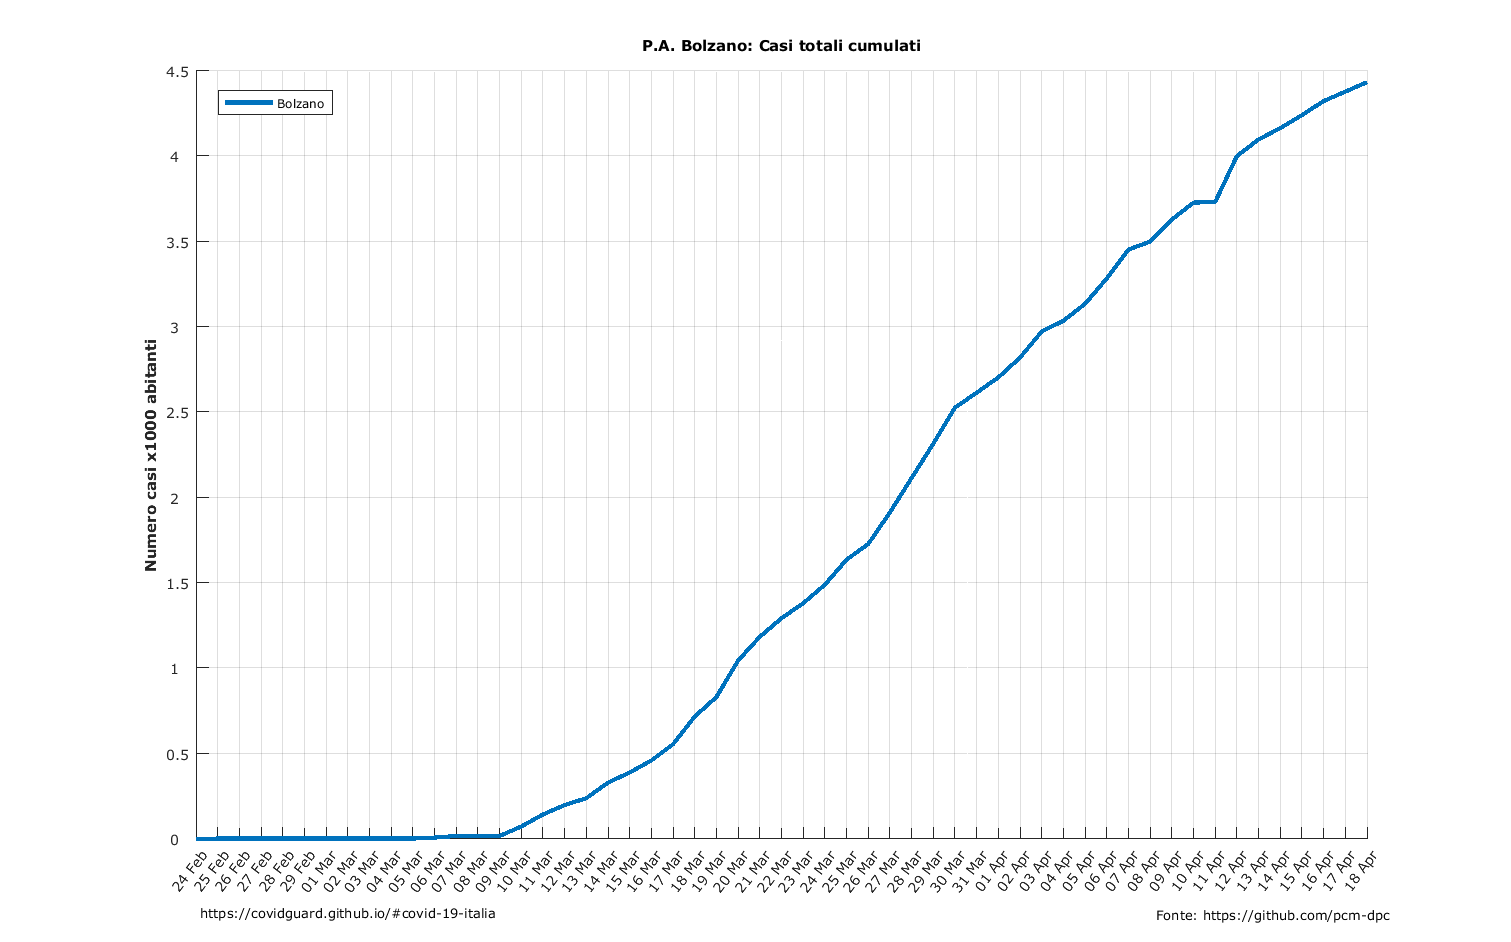 P.A. Bolzano: Casi totali cumulati
4.5
4
3.5
3
2.5
2
1.5
1
0.5
0
Bolzano
Numero casi x1000 abitanti
24 Feb
25 Feb
26 Feb
27 Feb
28 Feb
29 Feb
01 Mar
02 Mar
03 Mar
04 Mar
05 Mar
06 Mar
07 Mar
08 Mar
09 Mar
10 Mar
11 Mar
12 Mar
13 Mar
14 Mar
15 Mar
16 Mar
17 Mar
18 Mar
19 Mar
20 Mar
21 Mar
22 Mar
23 Mar
24 Mar
25 Mar
26 Mar
27 Mar
28 Mar
29 Mar
30 Mar
31 Mar
01 Apr
02 Apr
03 Apr
04 Apr
05 Apr
06 Apr
07 Apr
08 Apr
09 Apr
10 Apr
11 Apr
12 Apr
13 Apr
14 Apr
15 Apr
16 Apr
17 Apr
18 Apr
https://covidguard.github.io/#covid-19-italia
Fonte: https://github.com/pcm-dpc